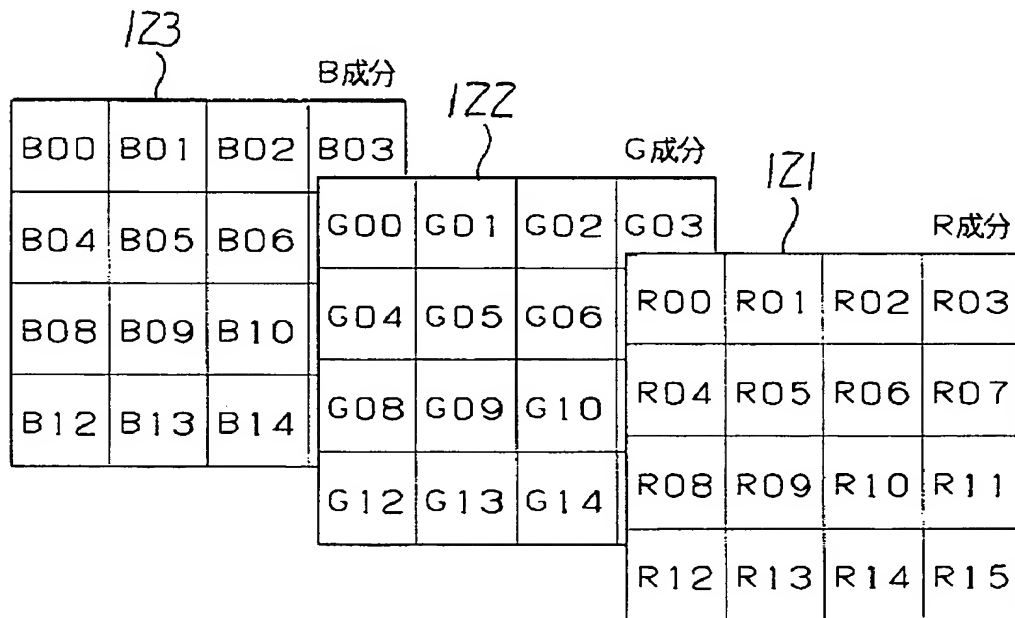 123
B成分
B00 B01 B02 B03
B04 B05 B06
B08 B09 B10
B12 B13 B14
122
G成分
G00 G01 G02 G03
G04 G05 G06
G08 G09 G10
G12 G13 G14
121
R成分
R00 R01 R02 R03
R04 R05 R06 R07
R08 R09 R10 R11
R12 R13 R14 R15